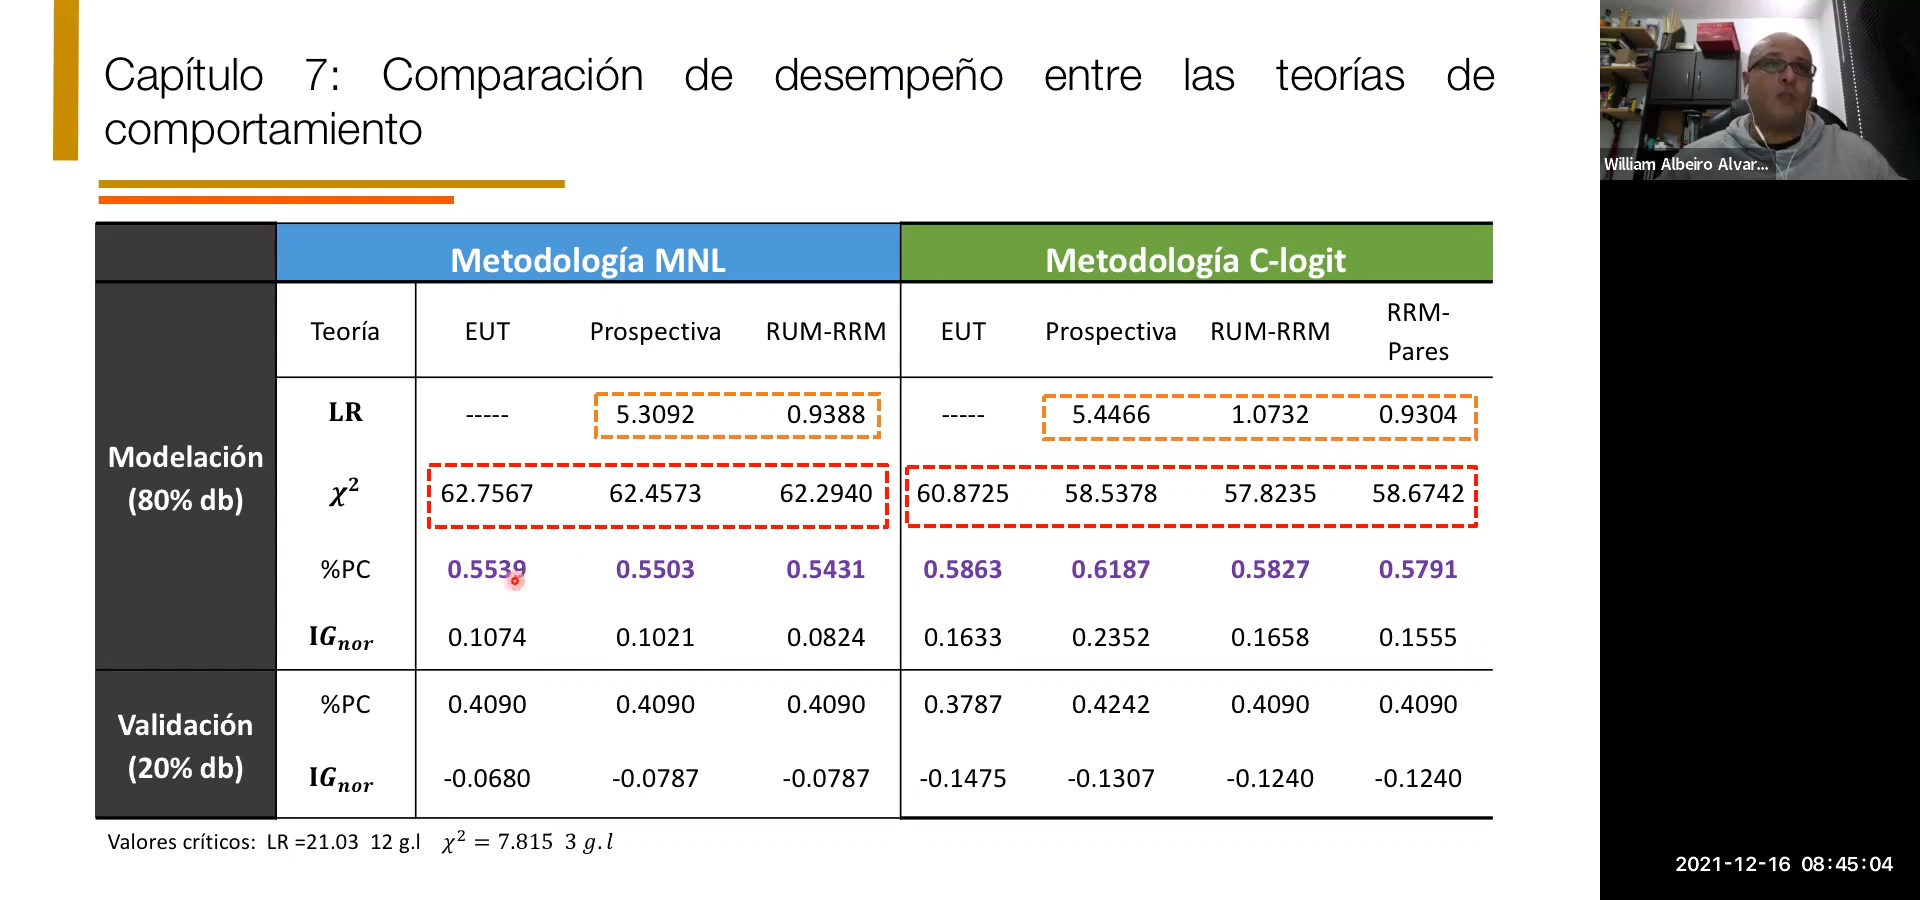 Capítulo 7: Comparación de desempeño entre las teorías de
comportamiento
William Albeiro Alvar...
Metodología MNL Metodología C-logit
Teoría EUT Prospectiva RUM-RRM EUT Prospectiva RUM-RRM RRM-
Pares
Modelación
(80% db)
LR ----- 5.3092 0.9388 ----- 5.4466 1.0732 0.9304
χ² 62.7567 62.4573 62.2940 60.8725 58.5378 57.8235 58.6742
%PC 0.5539 0.5503 0.5431 0.5863 0.6187 0.5827 0.5791
IG_nor 0.1074 0.1021 0.0824 0.1633 0.2352 0.1658 0.1555
Validación
(20% db)
%PC 0.4090 0.4090 0.4090 0.3787 0.4242 0.4090 0.4090
IG_nor -0.0680 -0.0787 -0.0787 -0.1475 -0.1307 -0.1240 -0.1240
Valores críticos: LR =21.03 12 g.l χ² = 7.815 3 g.l
2021-12-16 08:45:04